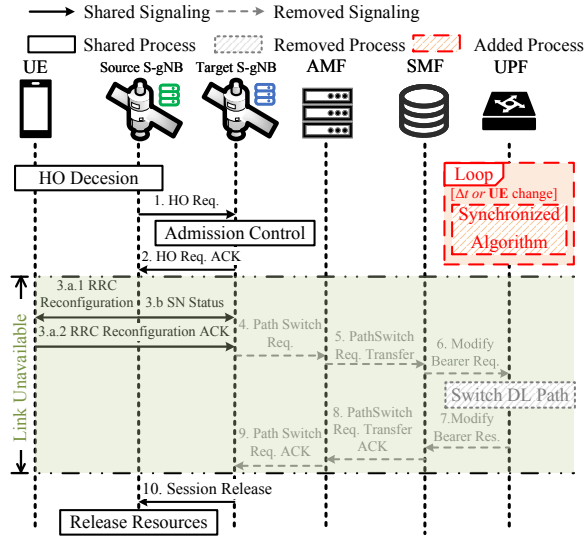 Shared Signaling
Removed Signaling
Shared Process
Removed Process
Added Process
UE
Source S-gNB
Target S-gNB
AMF
SMF
UPF
HO Decesion
Loop
[Δt or UE change]
Synchronized
Algorithm
1. HO Req.
Admission Control
2. HO Req. ACK
Link Unavailable
3.a.1 RRC
Reconfiguration
3.b SN Status
3.a.2 RRC Reconfiguration ACK
4. Path Switch
Req.
5. PathSwitch
Req. Transfer
6. Modify
Bearer Req.
Switch DL Path
7.Modify
Bearer Res.
8. PathSwitch
Req. Transfer
ACK
9. Path Switch
Req. ACK
10. Session Release
Release Resources